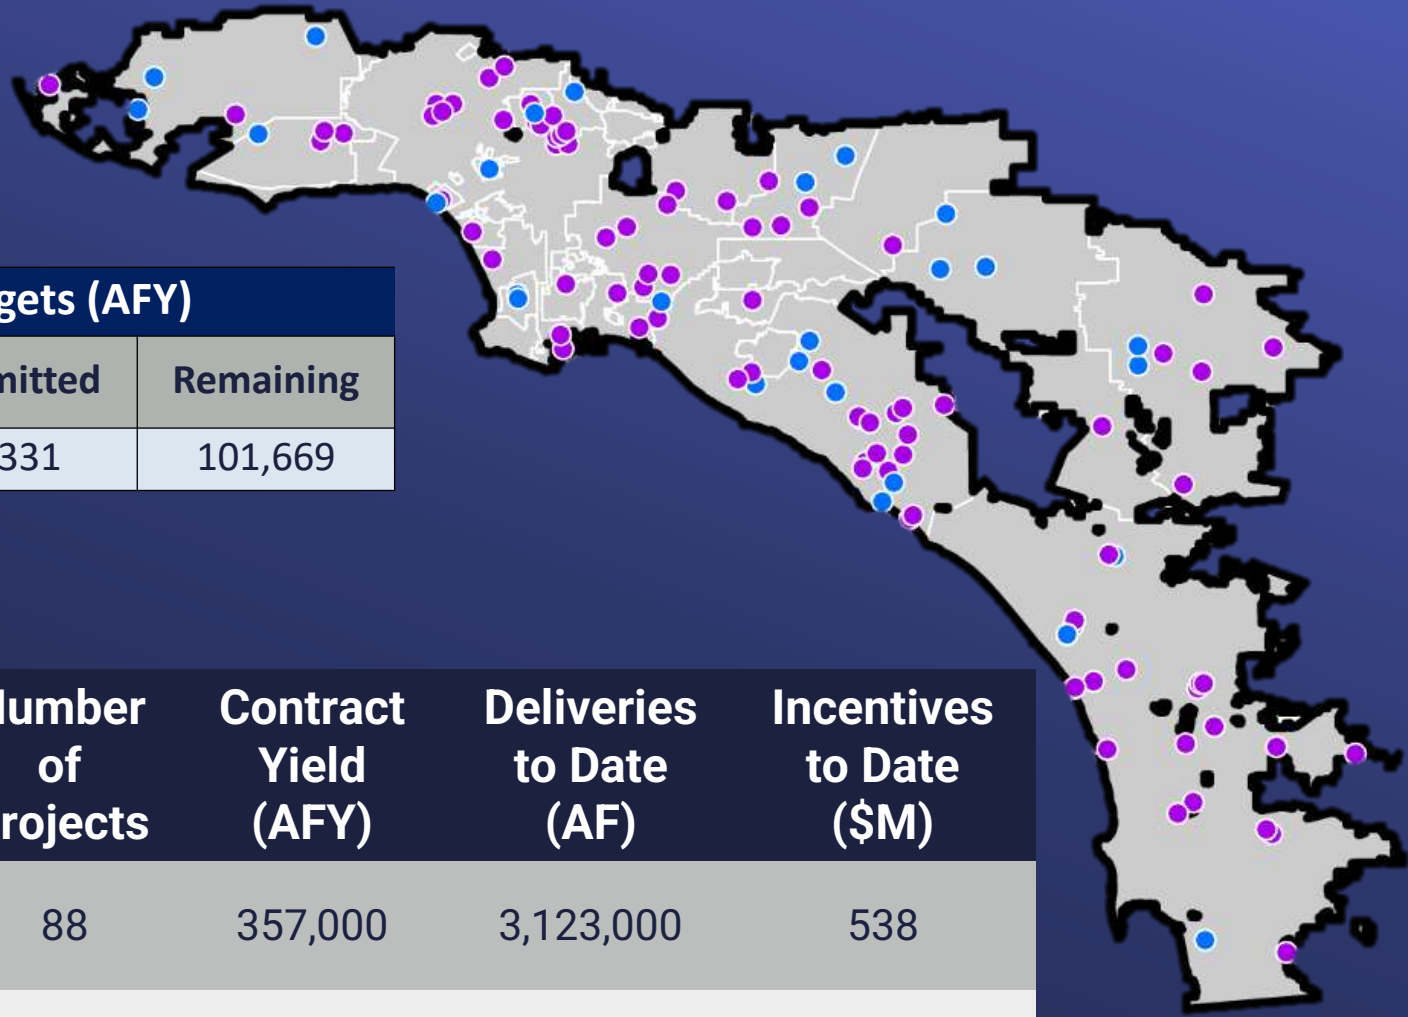 gets (AFY)
mitted Remaining
331 101,669
Number Contract Deliveries Incentives
of Yield to Date to Date
rojects (AFY) (AF) ($M)
88 357,000 3,123,000 538